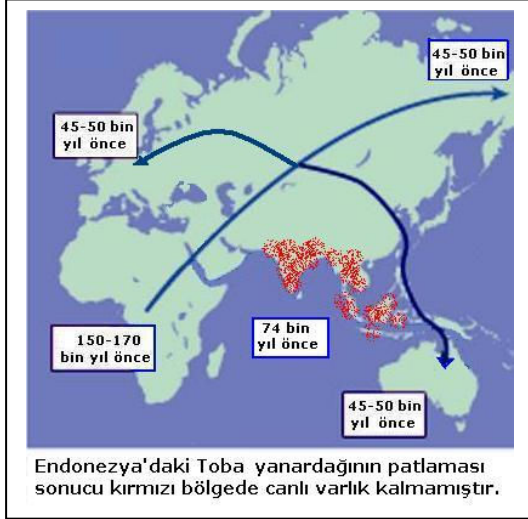 45-50 bin
yıl önce
45-50 bin
yıl önce
150-170
bin yıl önce
74 bin
yıl önce
45-50 bin
yıl önce
Endonezya'daki Toba yanardağının patlaması
sonucu kırmızı bölgede canlı varlık kalmamıştır.